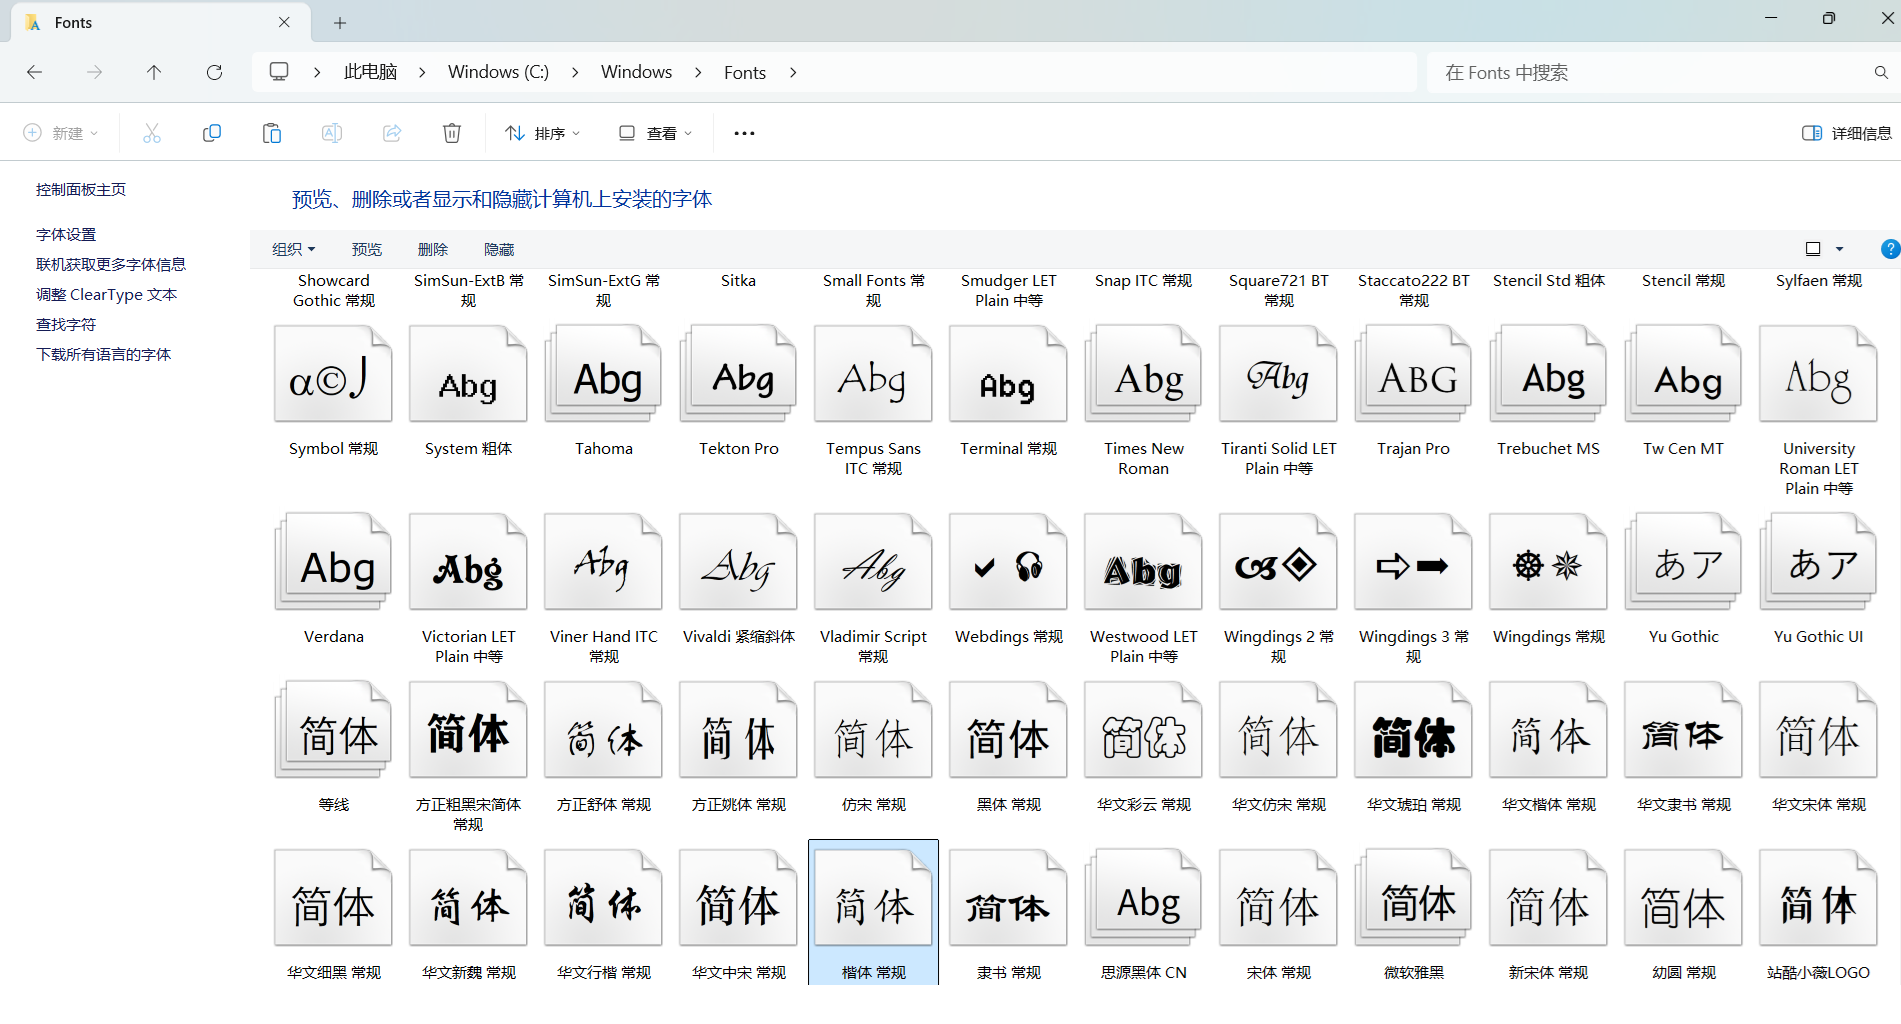 Fonts
此电脑 Windows (C:) Windows Fonts
在 Fonts 中搜索
新建 排序 查看 详细信息
控制面板主页
字体设置
联机获取更多字体信息
调整 ClearType 文本
查找字符
下载所有语言的字体
预览、删除或者显示和隐藏计算机上安装的字体
组织 预览 删除 隐藏
Showcard Gothic 常规
SimSun-ExtB 常规
SimSun-ExtG 常规
Sitka
Small Fonts 常规
Smudger LET Plain 中等
Snap ITC 常规
Square721 BT 常规
Staccato222 BT 常规
Stencil Std 粗体
Stencil 常规
Sylfaen 常规
α©J Abg Abg Abg Abg Abg Abg Abg ABG Abg Abg Abg
Symbol 常规
System 粗体
Tahoma
Tekton Pro
Tempus Sans ITC 常规
Terminal 常规
Times New Roman
Tiranti Solid LET Plain 中等
Trajan Pro
Trebuchet MS
Tw Cen MT
University Roman LET Plain 中等
Abg Abg Abg Abg Abg Abg あア あア
Verdana
Victorian LET Plain 中等
Viner Hand ITC 常规
Vivaldi 紧缩斜体
Vladimir Script 常规
Webdings 常规
Westwood LET Plain 中等
Wingdings 2 常规
Wingdings 3 常规
Wingdings 常规
Yu Gothic
Yu Gothic UI
简体 简体 简体 简体 简体 简体 简体 简体 简体 简体 简体 简体
等线
方正粗黑宋简体 常规
方正舒体 常规
方正姚体 常规
仿宋 常规
黑体 常规
华文彩云 常规
华文仿宋 常规
华文琥珀 常规
华文楷体 常规
华文隶书 常规
华文宋体 常规
简体 简体 简体 简体 简体 简体 Abg 简体 简体 简体 简体 简体
华文细黑 常规
华文新魏 常规
华文行楷 常规
华文中宋 常规
楷体 常规
隶书 常规
思源黑体 CN
宋体 常规
微软雅黑
新宋体 常规
幼圆 常规
站酷小薇LOGO